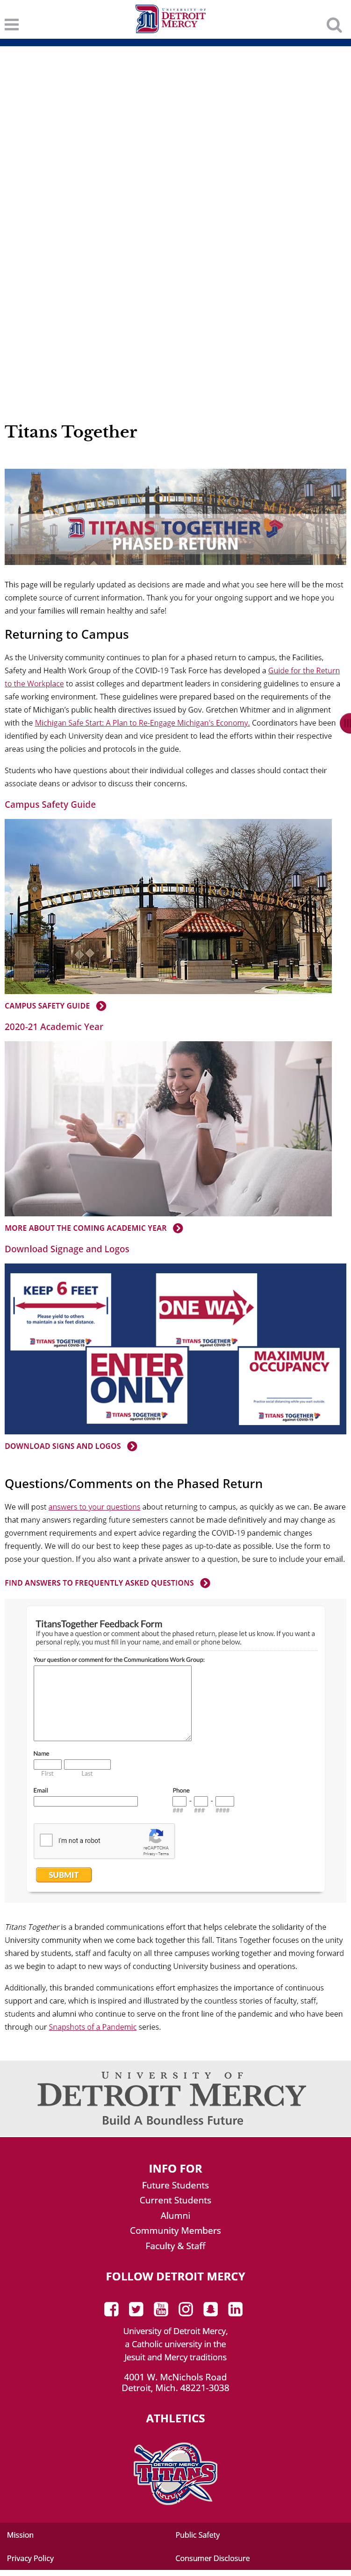 UNIVERSITY OF
DETROIT
MERCY
Titans Together
UNIVERSITY OF DETROIT MERCY
TITANS TOGETHER
PHASED RETURN
This page will be regularly updated as decisions are made and what you see here will be the most
complete source of current information. Thank you for your ongoing support and we hope you
and your families will remain healthy and safe!
Returning to Campus
As the University community continues to plan for a phased return to campus, the Facilities,
Safety and Health Work Group of the COVID-19 Task Force has developed a Guide for the Return
to the Workplace to assist colleges and department leaders in considering guidelines to ensure a
safe working environment. These guidelines were prepared based on the requirements of the
State of Michigan's public health directives issued by Gov. Gretchen Whitmer and in alignment
with the Michigan Safe Start: A Plan to Re-Engage Michigan's Economy. Coordinators have been
identified by each University dean and vice president to lead the efforts within their respective
areas using the policies and protocols in the guide.
Students who have questions about their individual colleges and classes should contact their
associate deans or advisor to discuss their concerns.
Campus Safety Guide
UNIVERSITY OF DETROIT MERCY
CAMPUS SAFETY GUIDE
2020-21 Academic Year
MORE ABOUT THE COMING ACADEMIC YEAR
Download Signage and Logos
KEEP 6 FEET
Please yield to others
to maintain a six feet distance.
TITANS TOGETHER
against COVID-19
ONE WAY
TITANS TOGETHER
against COVID-19
ENTER
ONLY
TITANS TOGETHER
against COVID-19
MAXIMUM
OCCUPANCY
TITANS TOGETHER
against COVID-19
DOWNLOAD SIGNS AND LOGOS
Questions/Comments on the Phased Return
We will post answers to your questions about returning to campus, as quickly as we can. Be aware
that many answers regarding future semesters cannot be made definitively and may change as
government requirements and expert advice regarding the COVID-19 pandemic changes
frequently. We will do our best to keep these pages as up-to-date as possible. Use the form to
pose your question. If you also want a private answer to a question, be sure to include your email.
FIND ANSWERS TO FREQUENTLY ASKED QUESTIONS
TitansTogether Feedback Form
If you have a question or comment about the phased return, please let us know. If you want a
personal reply, you must fill in your name, and email or phone below.
Your question or comment for the Communications Work Group:
Name
First Last
Email Phone
- -
### ### ####
I'm not a robot
reCAPTCHA
Privacy - Terms
SUBMIT
Titans Together is a branded communications effort that helps celebrate the solidarity of the
University community when we come back together this fall. Titans Together focuses on the unity
shared by students, staff and faculty on all three campuses working together and moving forward
as we begin to adapt to new ways of conducting University business and operations.
Additionally, this branded communications effort emphasizes the importance of continuous
support and care, which is inspired and illustrated by the countless stories of faculty, staff,
students and alumni who continue to serve on the front line of the pandemic and who have been
through our Snapshots of a Pandemic series.
UNIVERSITY OF
DETROIT MERCY
Build A Boundless Future
INFO FOR
Future Students
Current Students
Alumni
Community Members
Faculty & Staff
FOLLOW DETROIT MERCY
University of Detroit Mercy,
a Catholic university in the
Jesuit and Mercy traditions
4001 W. McNichols Road
Detroit, Mich. 48221-3038
ATHLETICS
DETROIT MERCY
TITANS
Mission Public Safety
Privacy Policy Consumer Disclosure